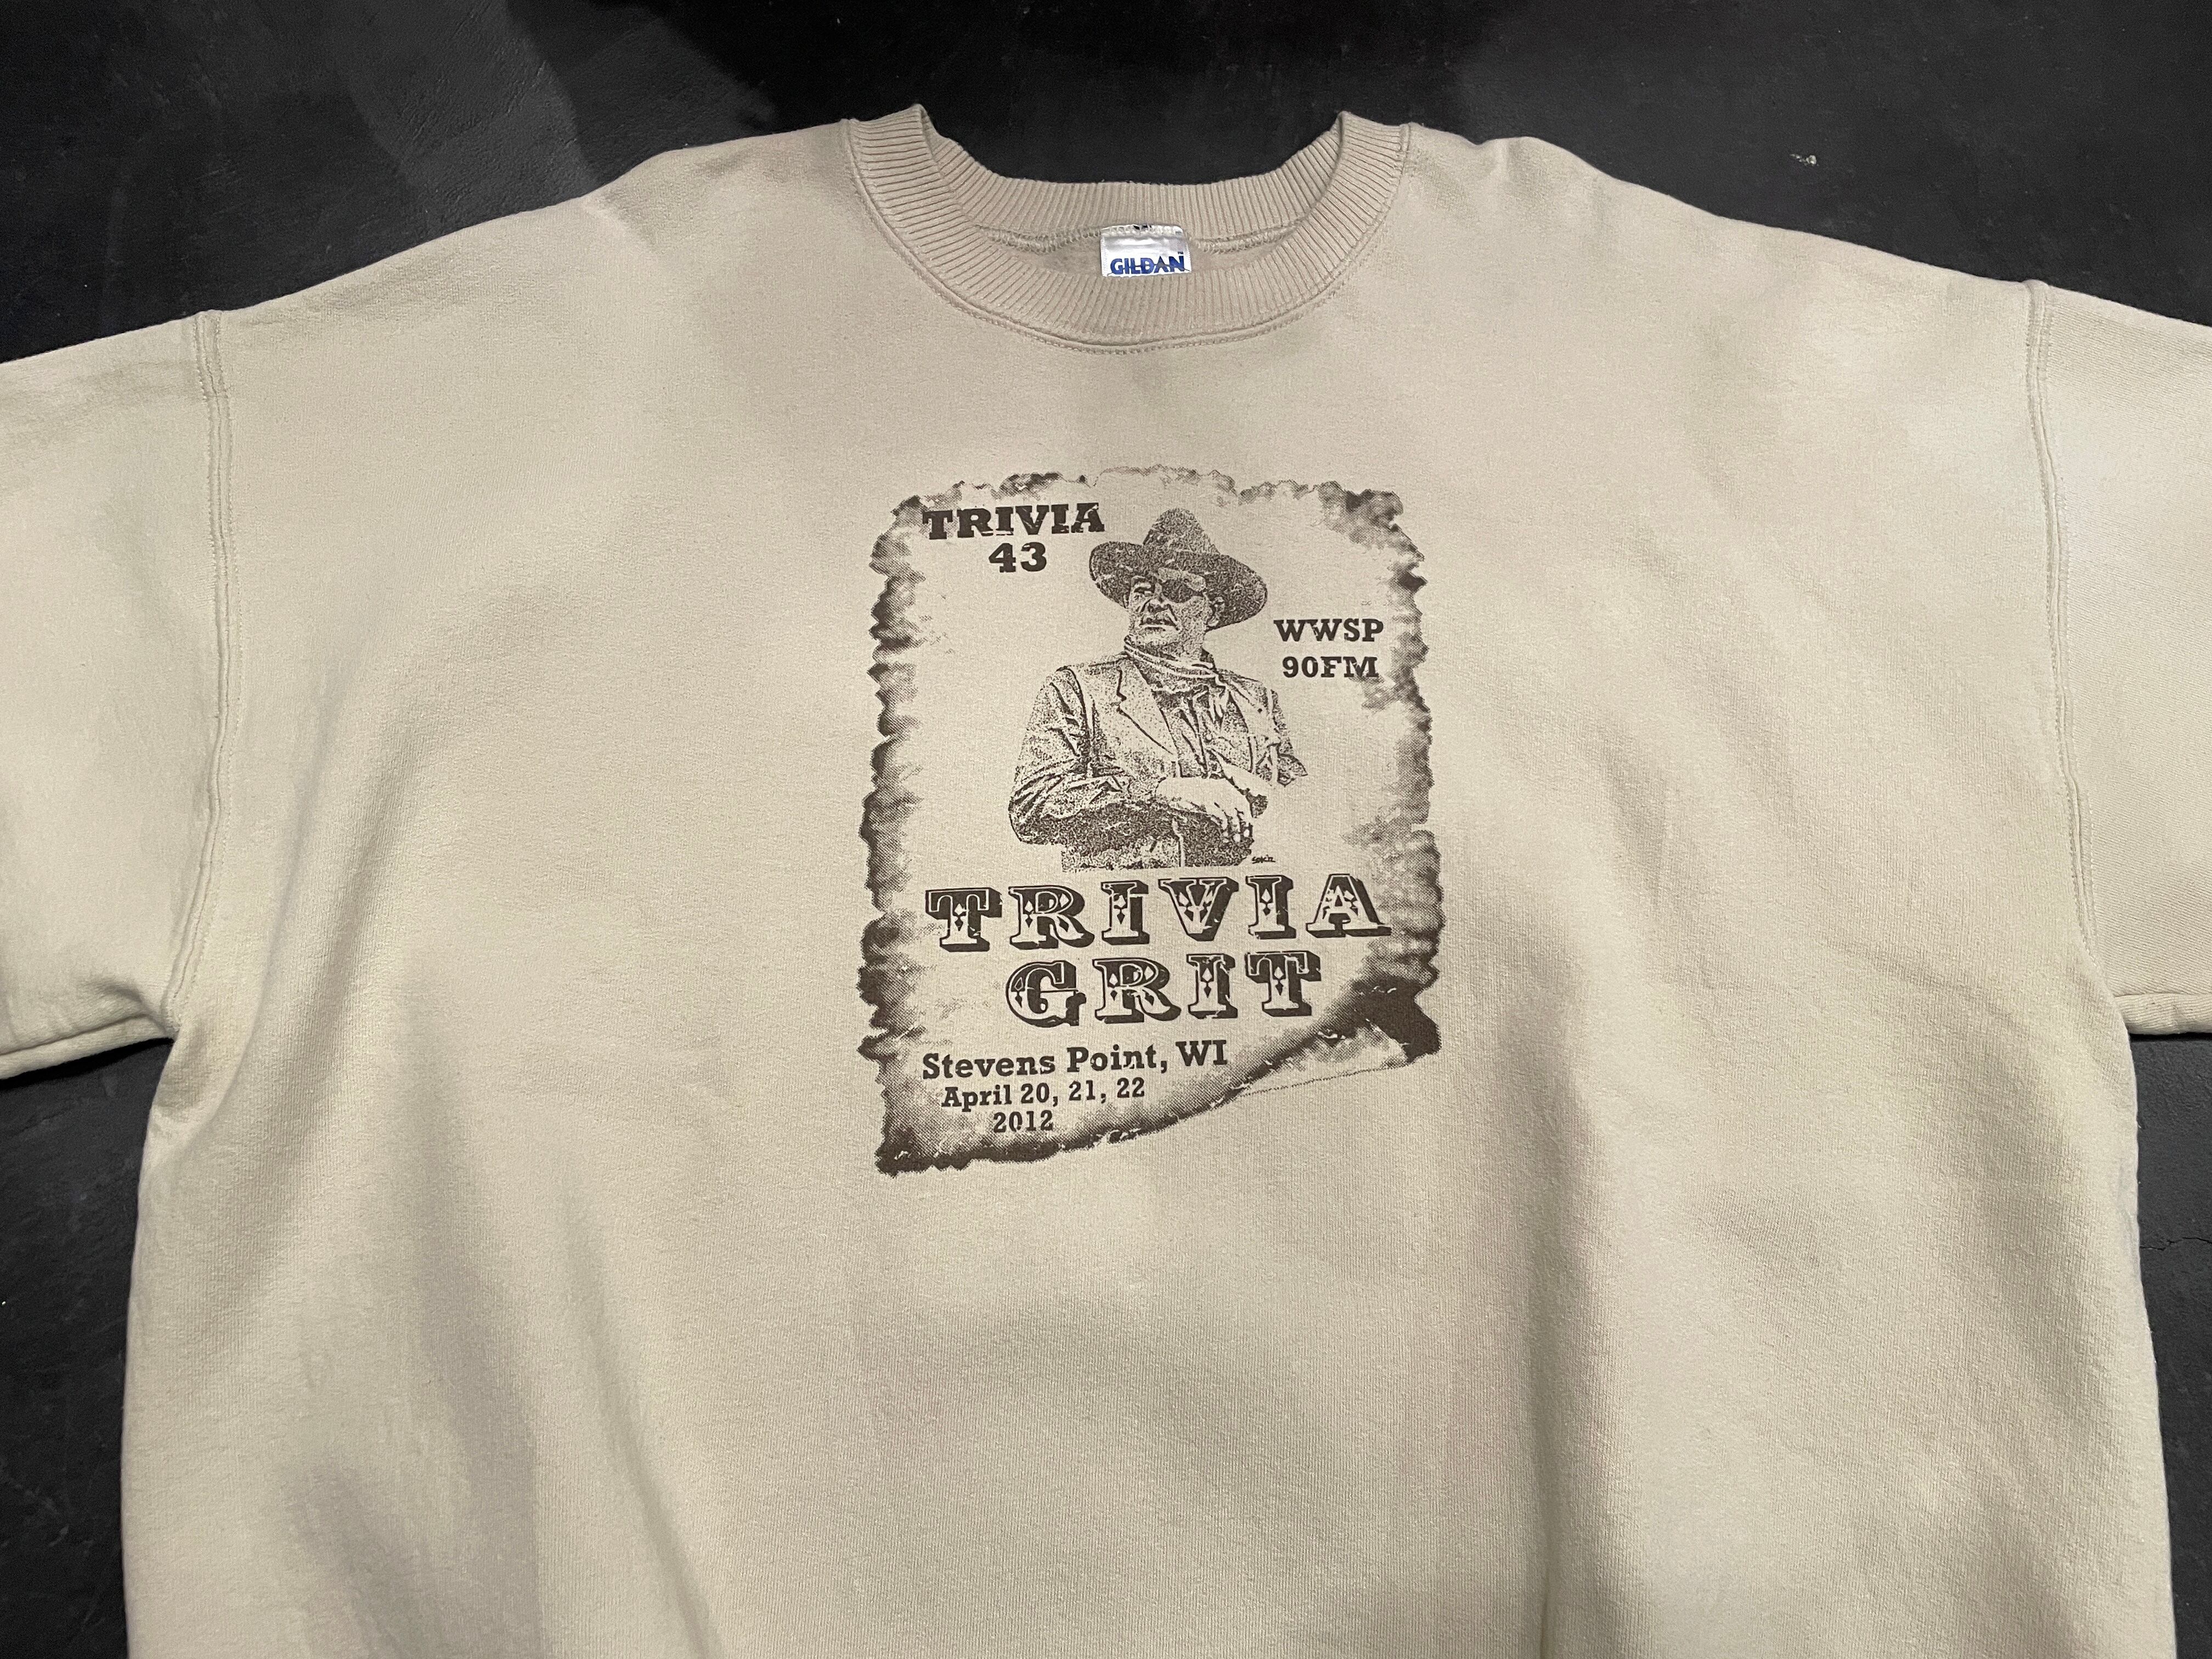 GILDAN
TRIVIA
43
WWSP
90FM
TRIVIA
GRIT
Stevens Point, WI
April 20, 21, 22
2012